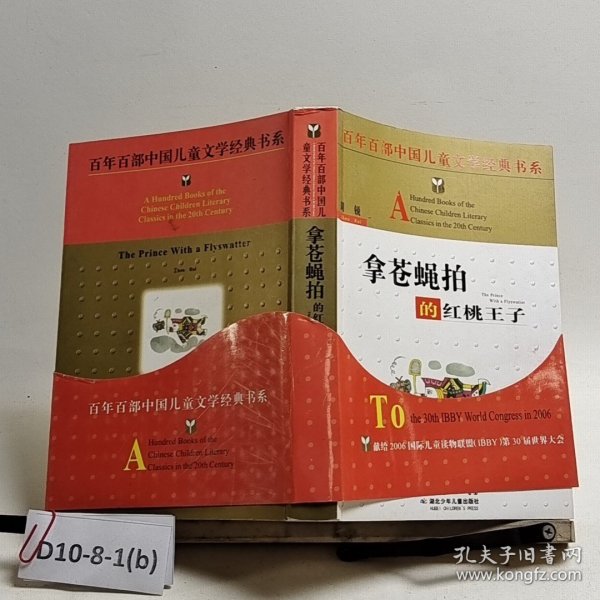 百年百部中国儿童文学经典书系
A Hundred Books of the
Chinese Children Literary
Classics in the 20th Century
The Prince With a Flyswatter
百年百部中国儿童文学经典书系
A Hundred Books of the
Chinese Children Literary
Classics in the 20th Century
百年百部中国儿
童文学经典书系
拿苍蝇拍
的红
百年百部中国儿童文学经典书系
A Hundred Books of the
Chinese Children Literary
Classics in the 20th Century
拿苍蝇拍
The Prince
With a Flyswatter
的红桃王子
To the 30th IBBY World Congress in 2006
献给2006国际儿童读物联盟(IBBY)第30届世界大会
湖北少年儿童出版社
HUBEI CHILDREN'S PRESS
D10-8-1(b)
孔夫子旧书网
www.kongfz.com